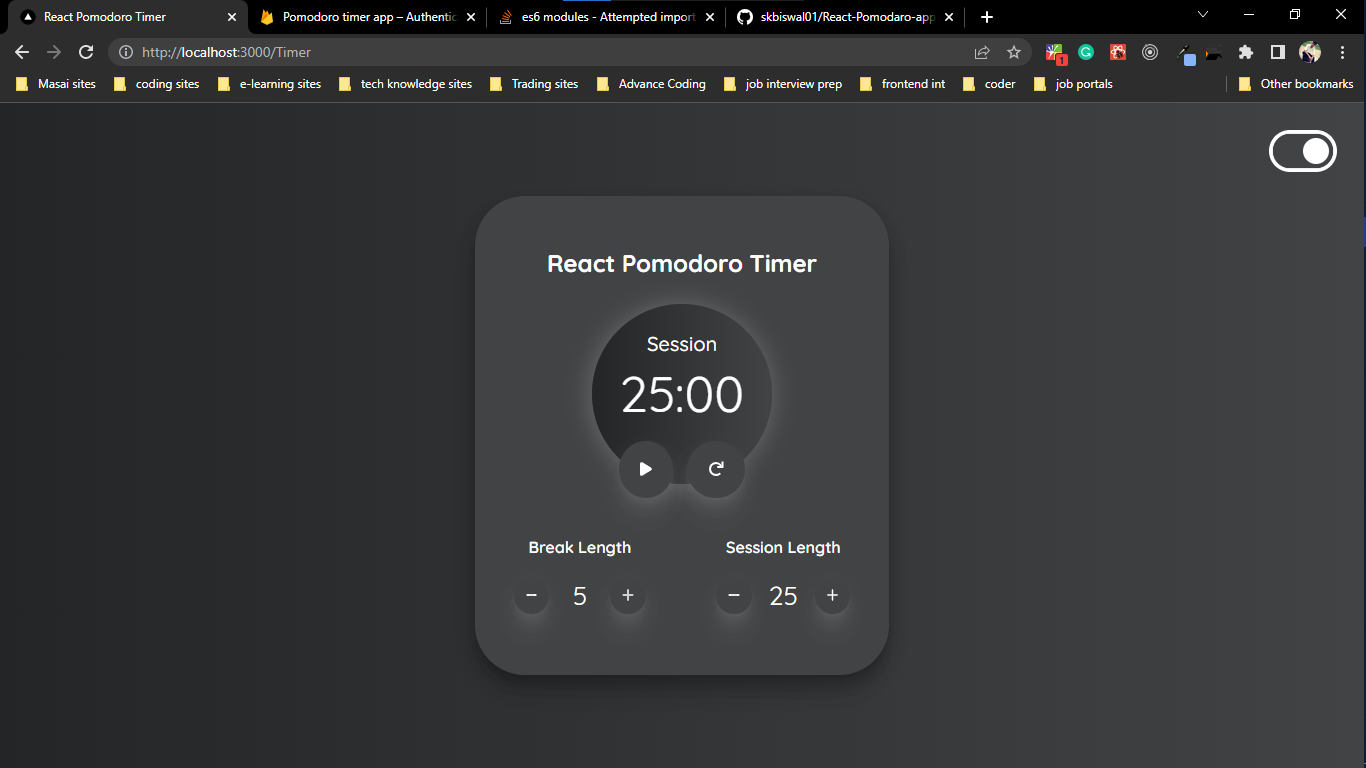 React Pomodoro Timer
Pomodoro timer app – Authentic
es6 modules - Attempted import
skbiswal01/React-Pomodaro-app
http://localhost:3000/Timer
1
Masai sites
coding sites
e-learning sites
tech knowledge sites
Trading sites
Advance Coding
job interview prep
frontend int
coder
job portals
Other bookmarks
React Pomodoro Timer
Session
25:00
Break Length
Session Length
− 5 +
− 25 +